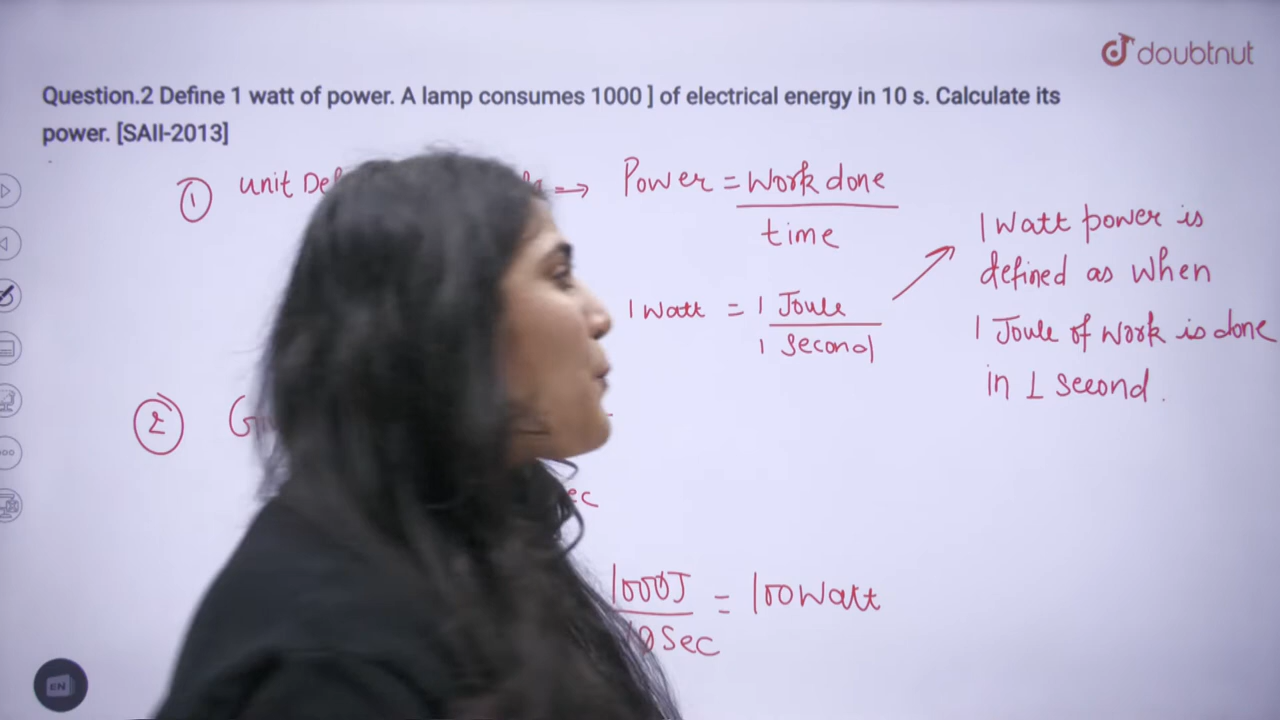 doubtnut
Question.2 Define 1 watt of power. A lamp consumes 1000 ] of electrical energy in 10 s. Calculate its
power. [SAII-2013]
① unit → Power = Work done
time
1 Watt = 1 Joule
1 Second
1 Watt power is
defined as When
1 Joule of Work is done
in 1 second.
②
1000J = 100 Watt
10 Sec
EN